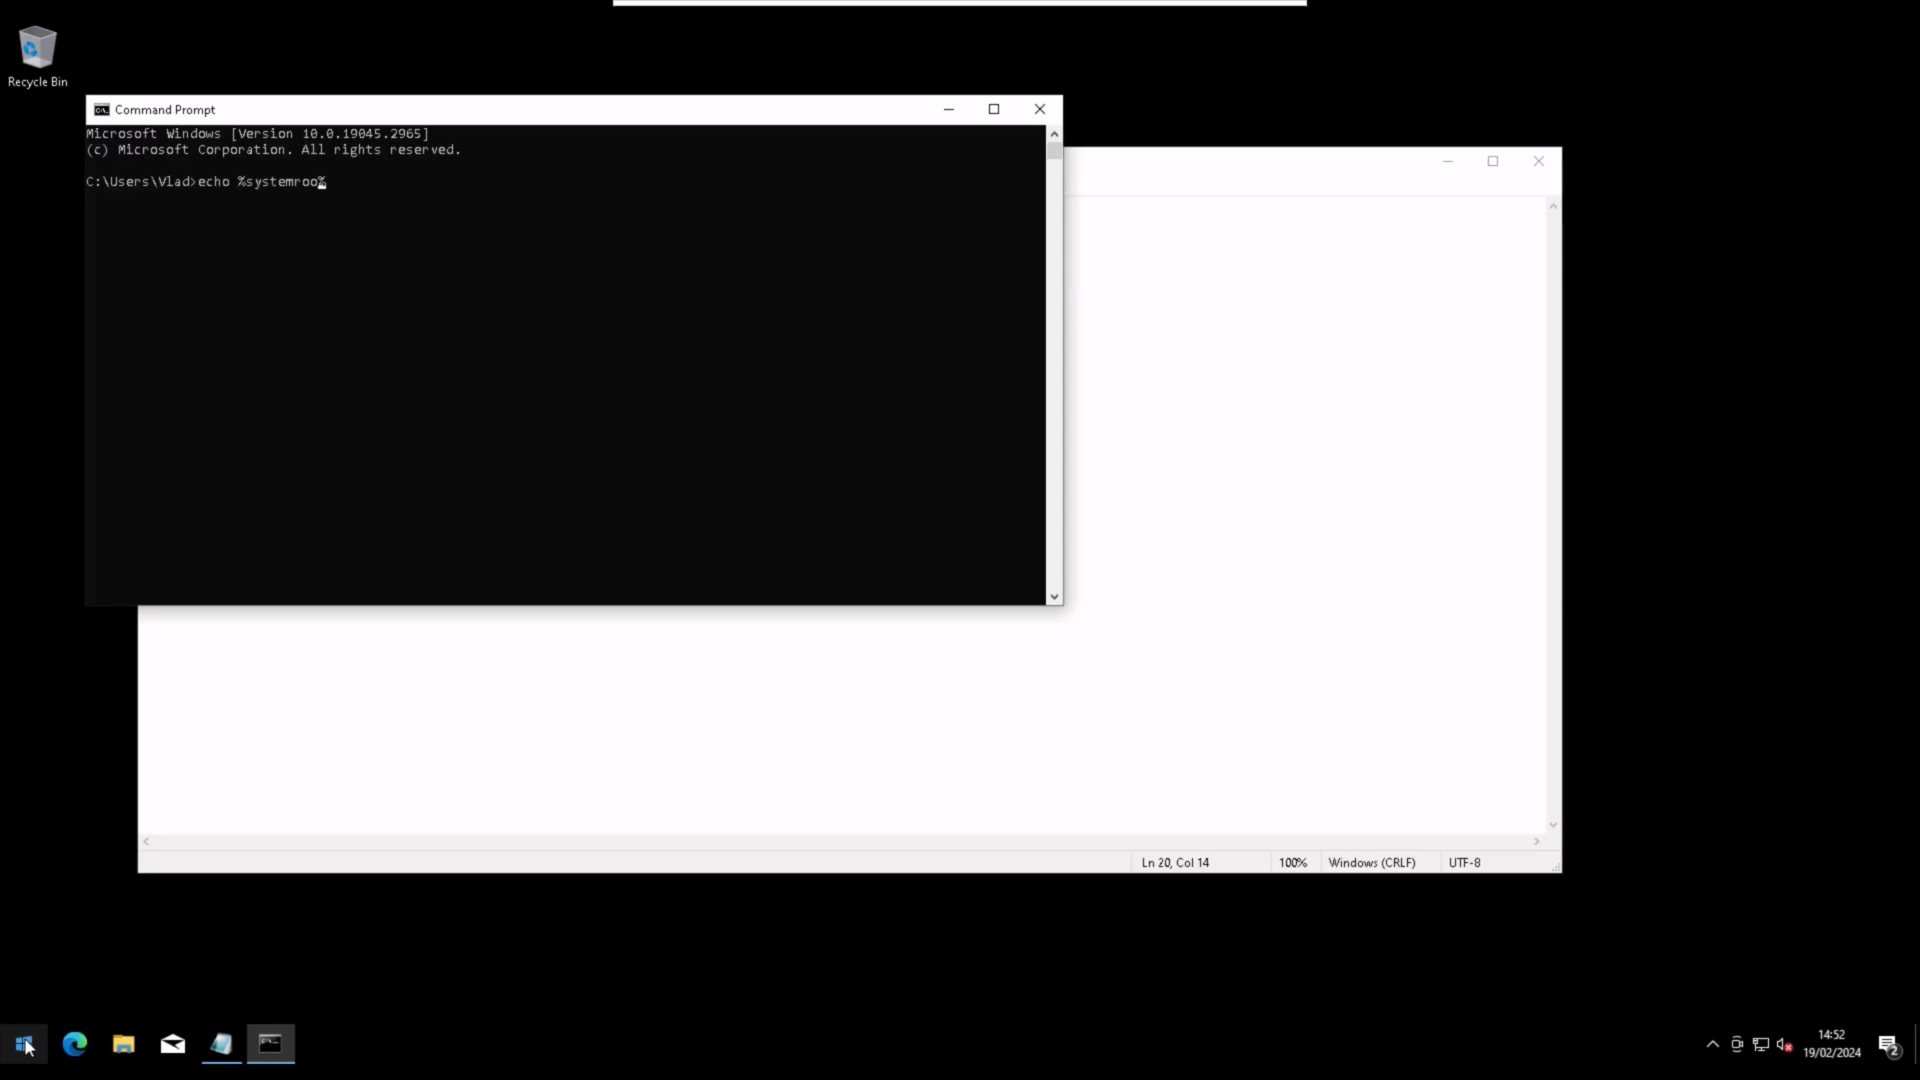 Recycle Bin
Command Prompt
Microsoft Windows [Version 10.0.19045.2965]
(c) Microsoft Corporation. All rights reserved.
C:\Users\Vlad>echo %systemroo%
Ln 20, Col 14
100%
Windows (CRLF)
UTF-8
14:52
19/02/2024
2